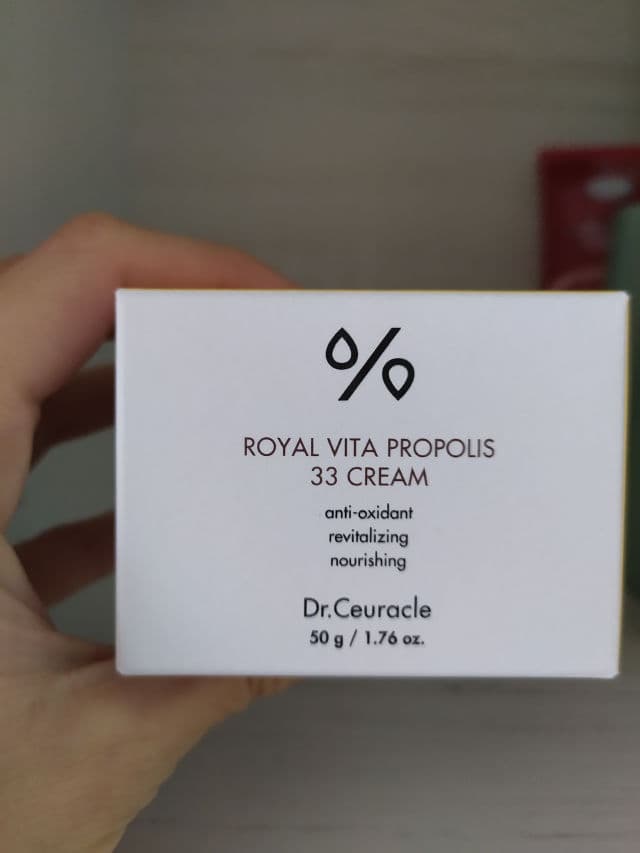 ROYAL VITA PROPOLIS
33 CREAM
anti-oxidant
revitalizing
nourishing
Dr.Ceuracle
50 g / 1.76 oz.